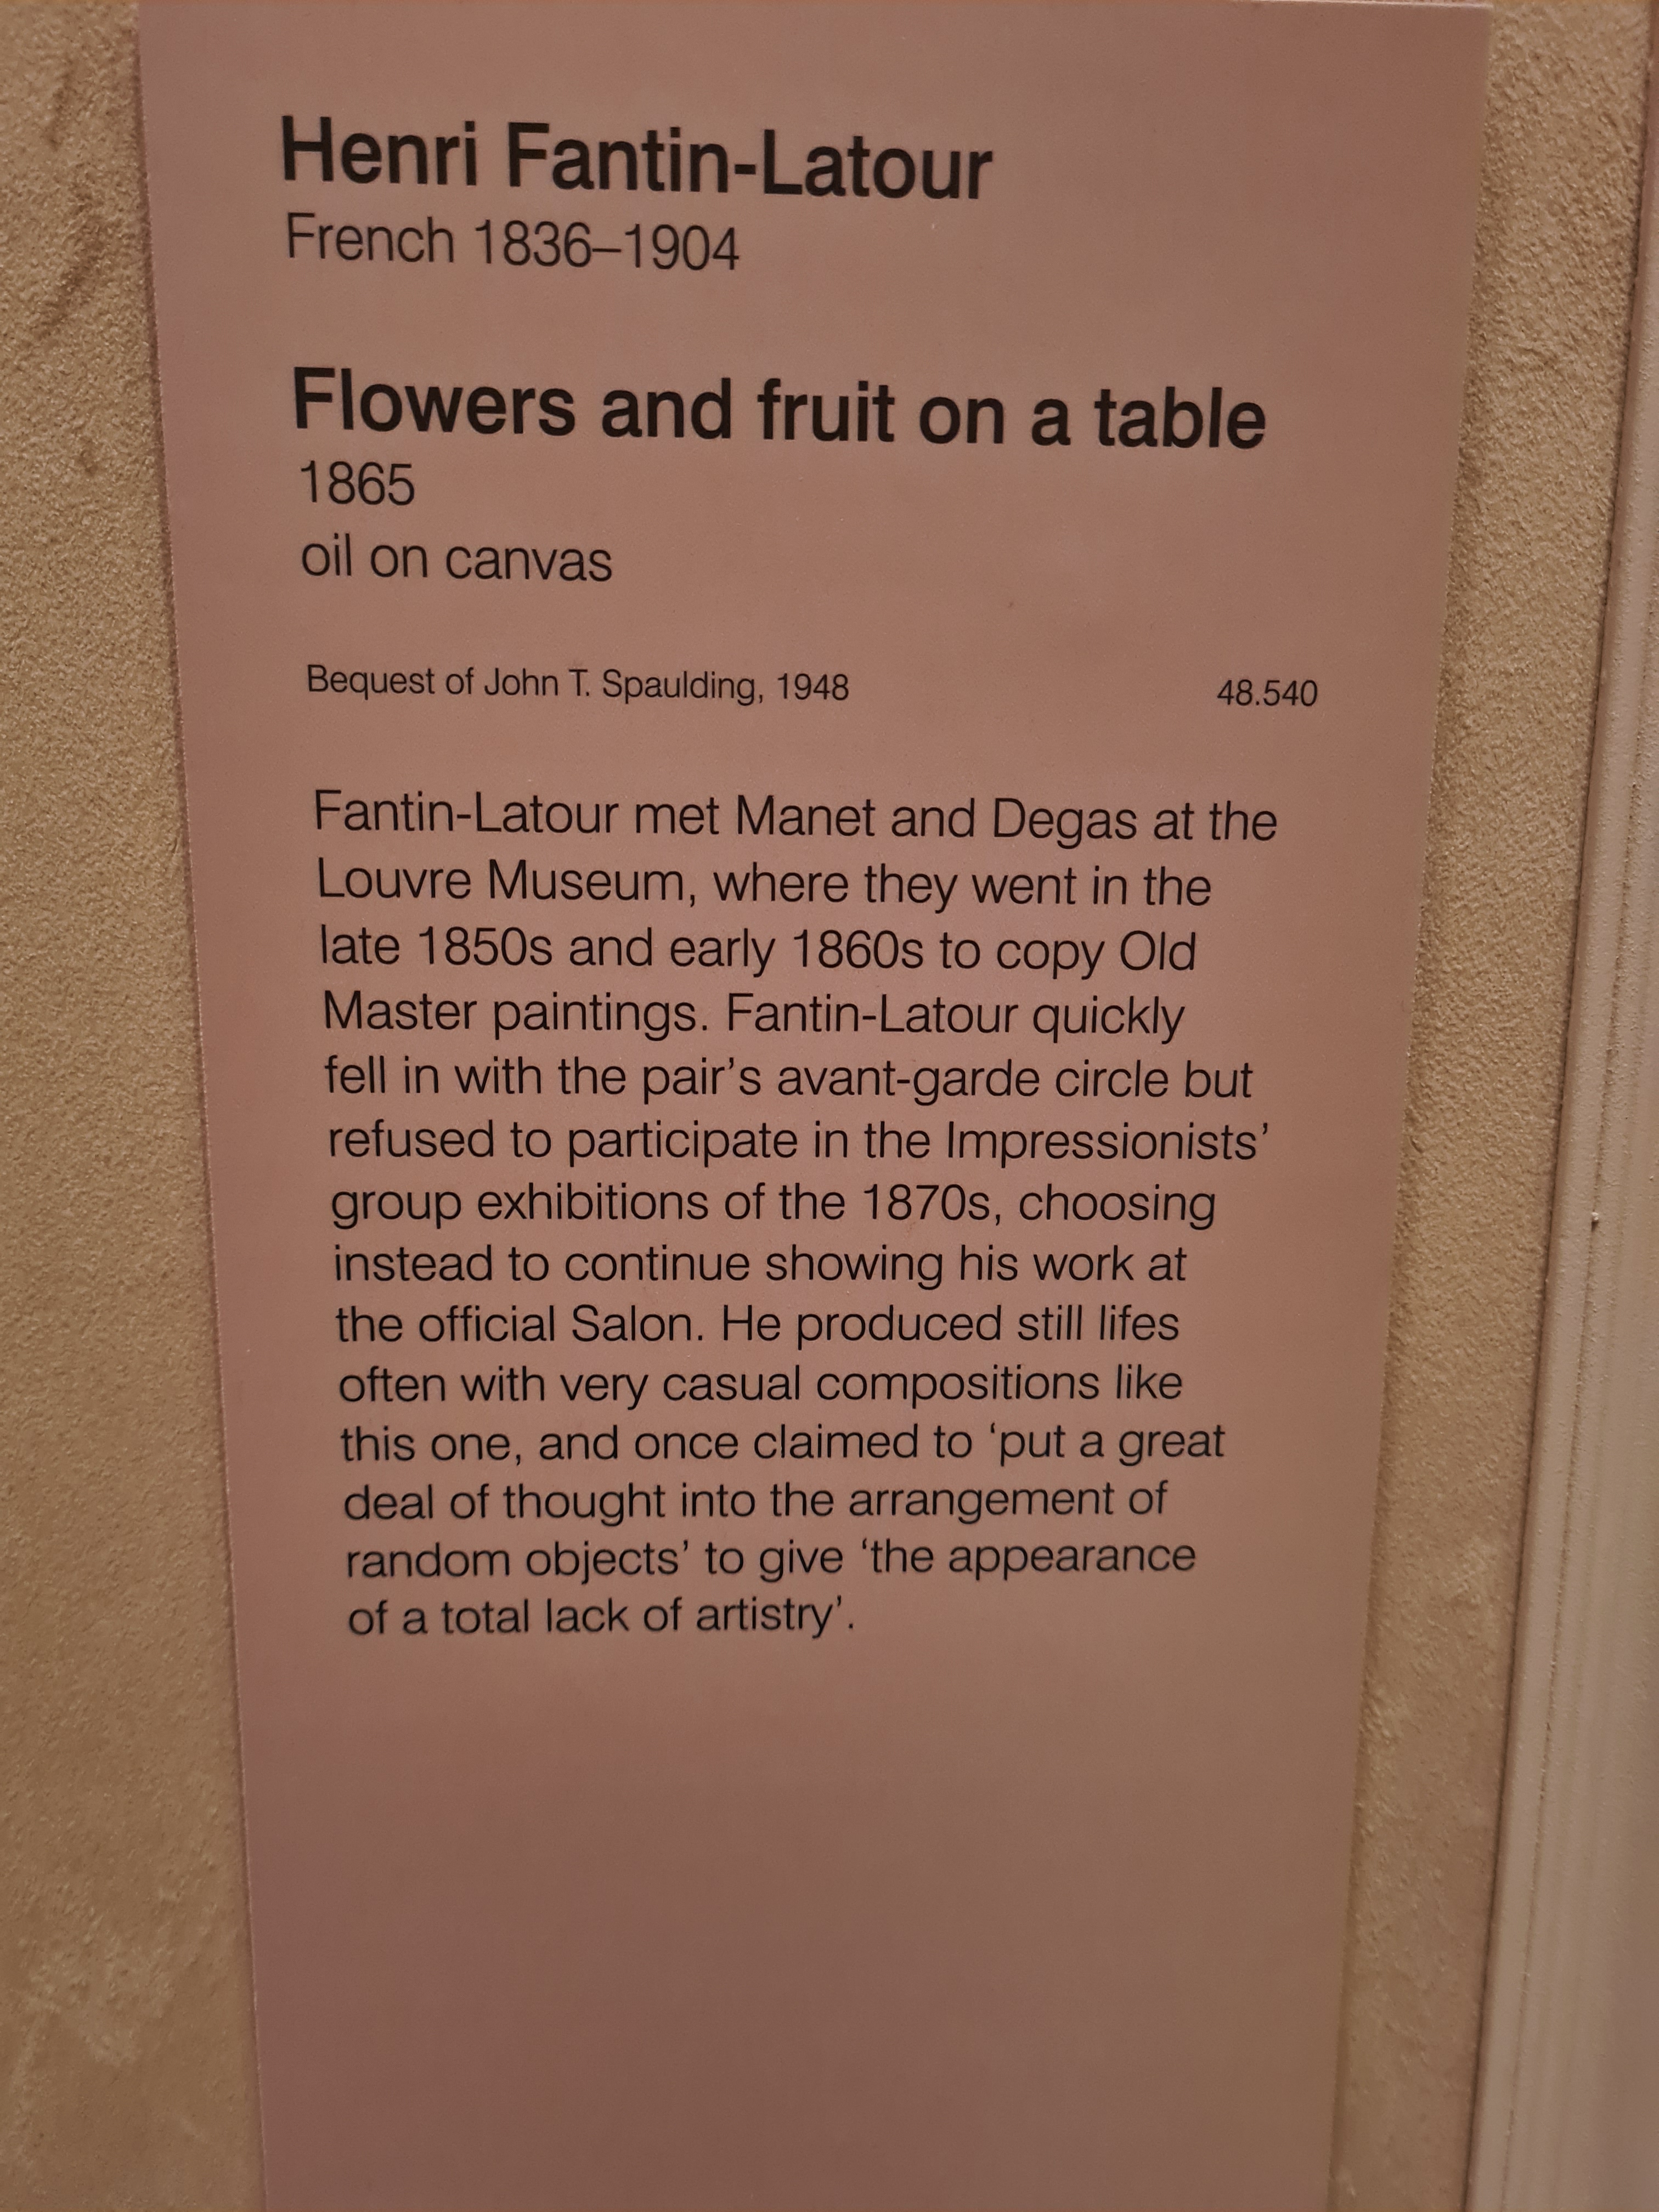 Henri Fantin-Latour
French 1836–1904
Flowers and fruit on a table
1865
oil on canvas
Bequest of John T. Spaulding, 1948 48.540
Fantin-Latour met Manet and Degas at the
Louvre Museum, where they went in the
late 1850s and early 1860s to copy Old
Master paintings. Fantin-Latour quickly
fell in with the pair’s avant-garde circle but
refused to participate in the Impressionists’
group exhibitions of the 1870s, choosing
instead to continue showing his work at
the official Salon. He produced still lifes
often with very casual compositions like
this one, and once claimed to ‘put a great
deal of thought into the arrangement of
random objects’ to give ‘the appearance
of a total lack of artistry’.